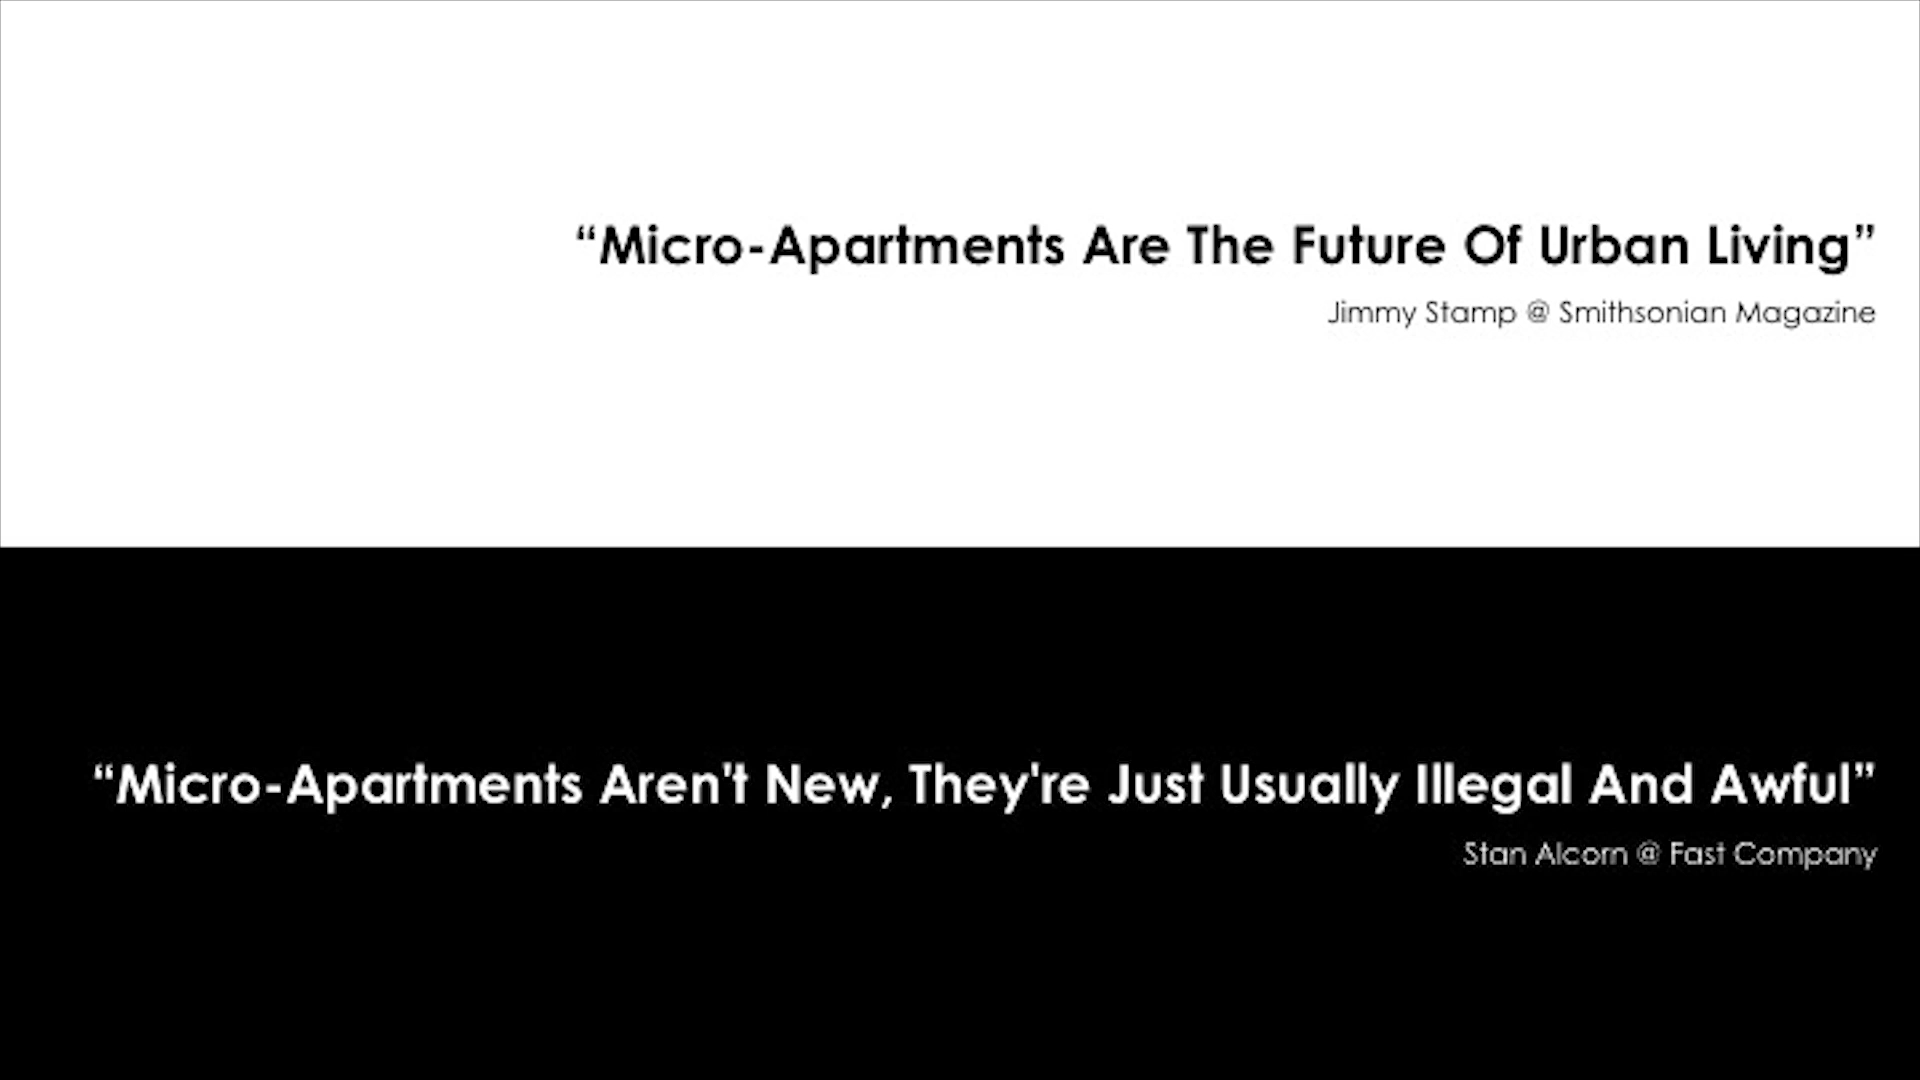 “Micro-Apartments Are The Future Of Urban Living”
Jimmy Stamp @ Smithsonian Magazine
“Micro-Apartments Aren't New, They're Just Usually Illegal And Awful”
Stan Alcorn @ Fast Company